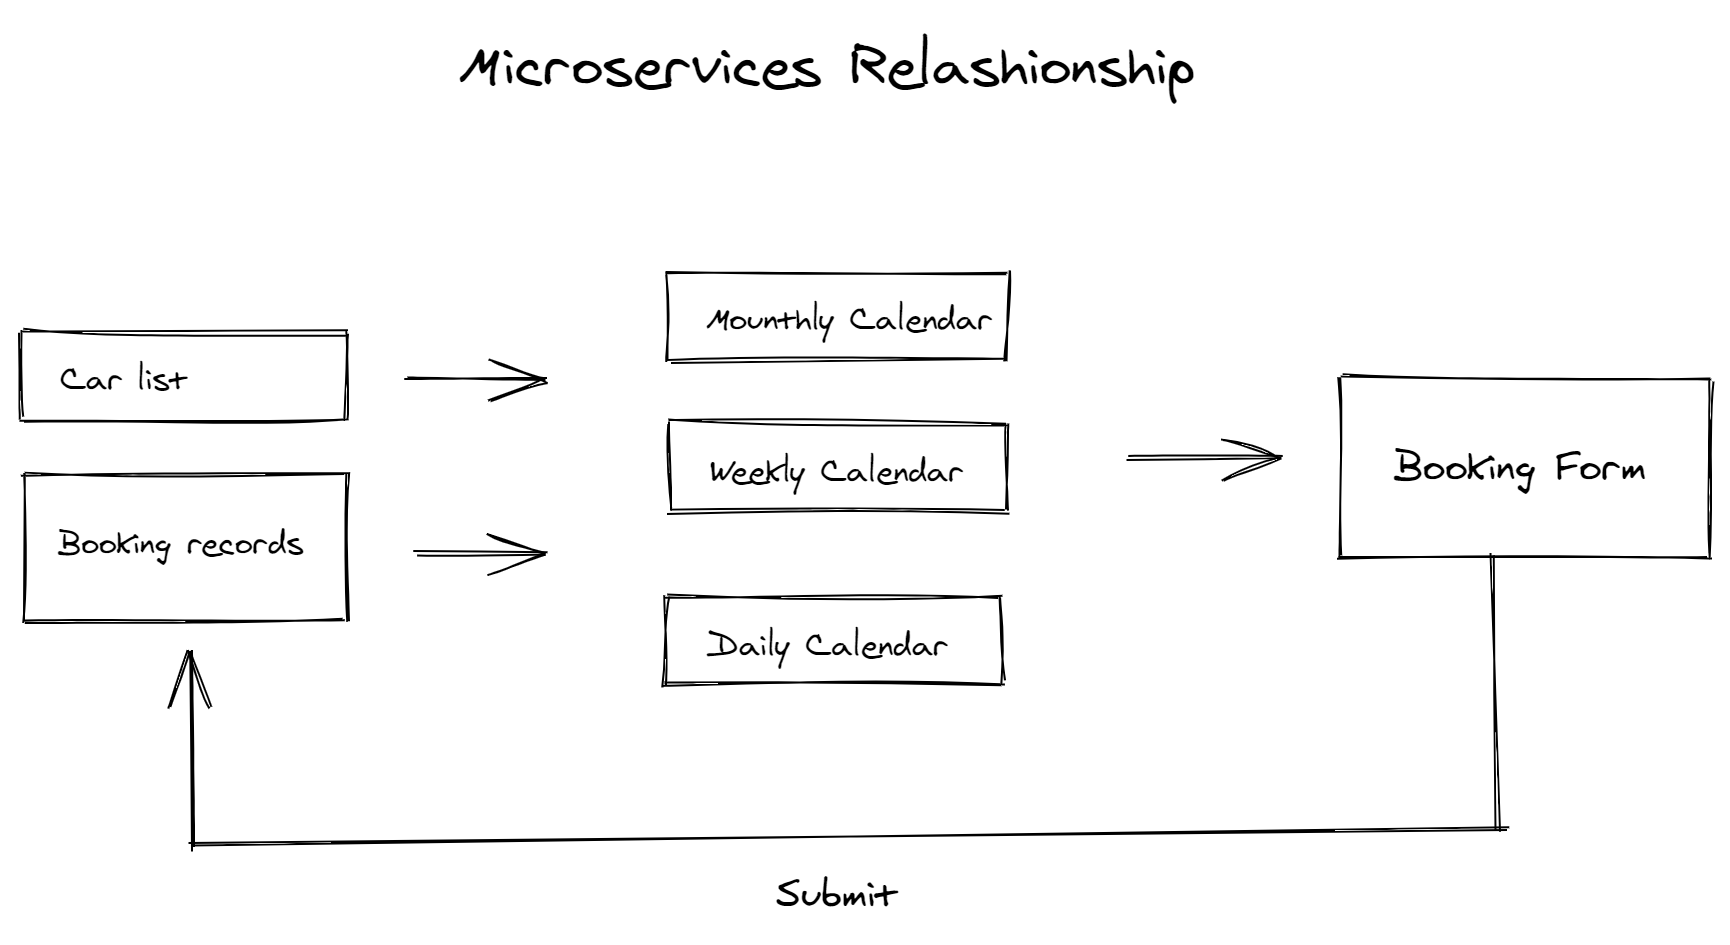 Microservices Relashionship
Car list
Booking records
Mounthly Calendar
Weekly Calendar
Daily Calendar
Booking Form
Submit